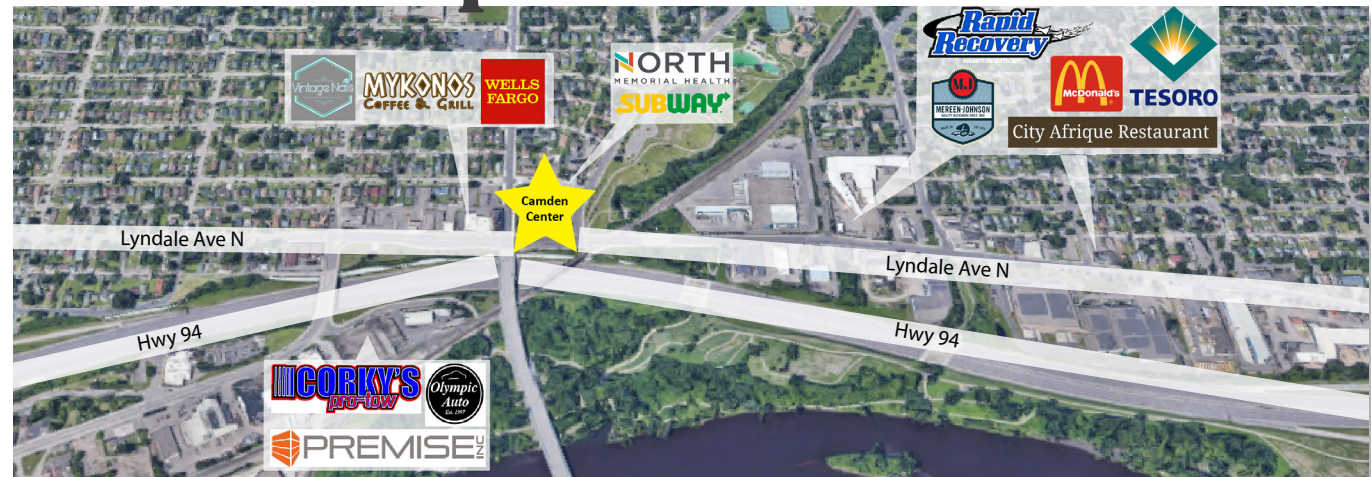 Vintage Nails
MYKONOS
COFFEE & GRILL
WELLS
FARGO
NORTH
MEMORIAL HEALTH
SUBWAY
Rapid
Recovery
MJ
MEREEN-JOHNSON
McDonald's
TESORO
City Afrique Restaurant
Camden
Center
Lyndale Ave N
Lyndale Ave N
Hwy 94
Hwy 94
CORKY'S
pro-tow
Olympic
Auto
Est. 1997
PREMISE INC